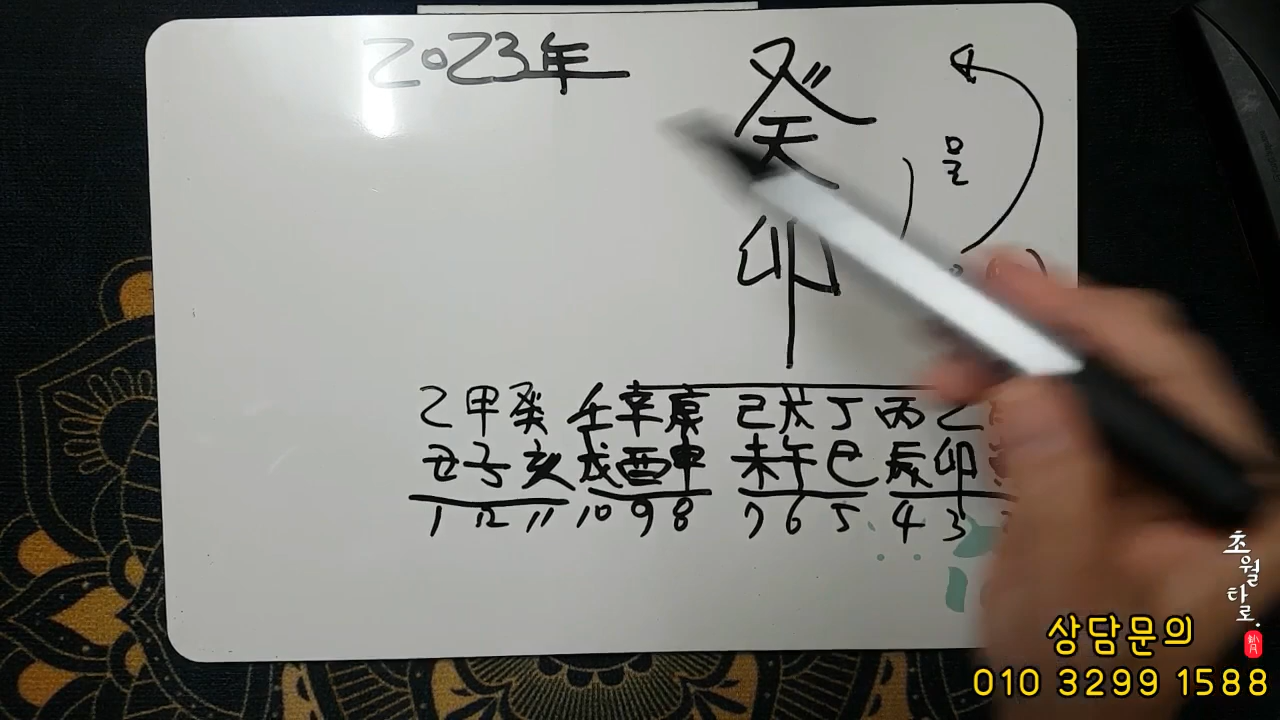 2023年
癸
卯
물
乙 甲 癸 壬 辛 庚 己 戊 丁 丙 乙
丑 子 亥 戌 酉 申 未 午 巳 辰 卯
1 12 11 10 9 8 7 6 5 4 3
초월타로.
상담문의
010 3299 1588